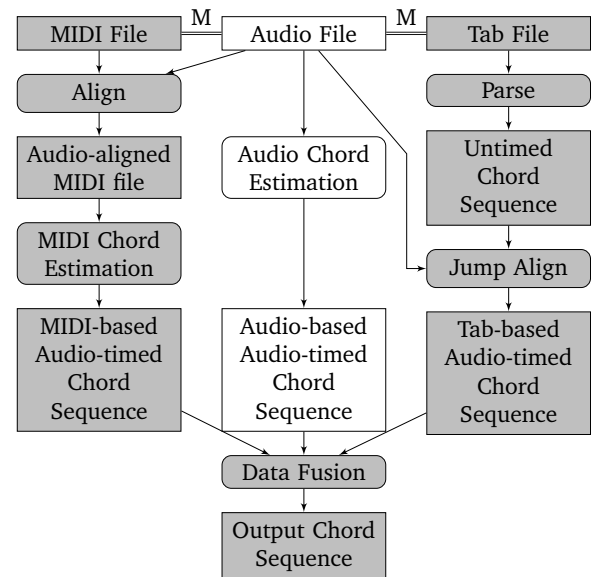 M
M
MIDI File
Audio File
Tab File
Align
Parse
Audio-aligned
MIDI file
Audio Chord
Estimation
Untimed
Chord
Sequence
MIDI Chord
Estimation
Jump Align
MIDI-based
Audio-timed
Chord
Sequence
Audio-based
Audio-timed
Chord
Sequence
Tab-based
Audio-timed
Chord
Sequence
Data Fusion
Output Chord
Sequence